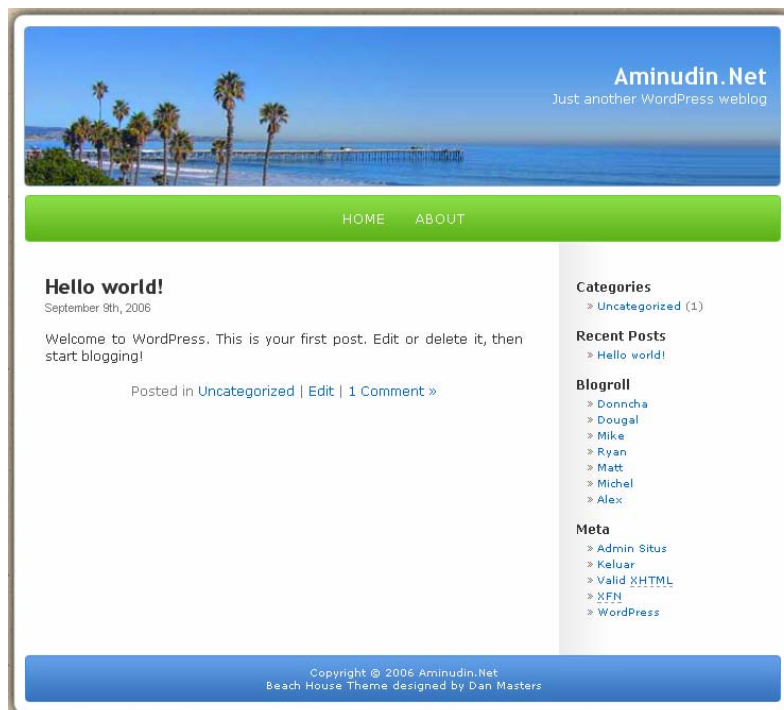 Aminudin.Net
Just another WordPress weblog
HOME ABOUT
Hello world!
September 9th, 2006
Welcome to WordPress. This is your first post. Edit or delete it, then
start blogging!
Posted in Uncategorized | Edit | 1 Comment »
Categories
» Uncategorized (1)
Recent Posts
» Hello world!
Blogroll
» Donncha
» Dougal
» Mike
» Ryan
» Matt
» Michel
» Alex
Meta
» Admin Situs
» Keluar
» Valid XHTML
» XFN
» WordPress
Copyright © 2006 Aminudin.Net
Beach House Theme designed by Dan Masters